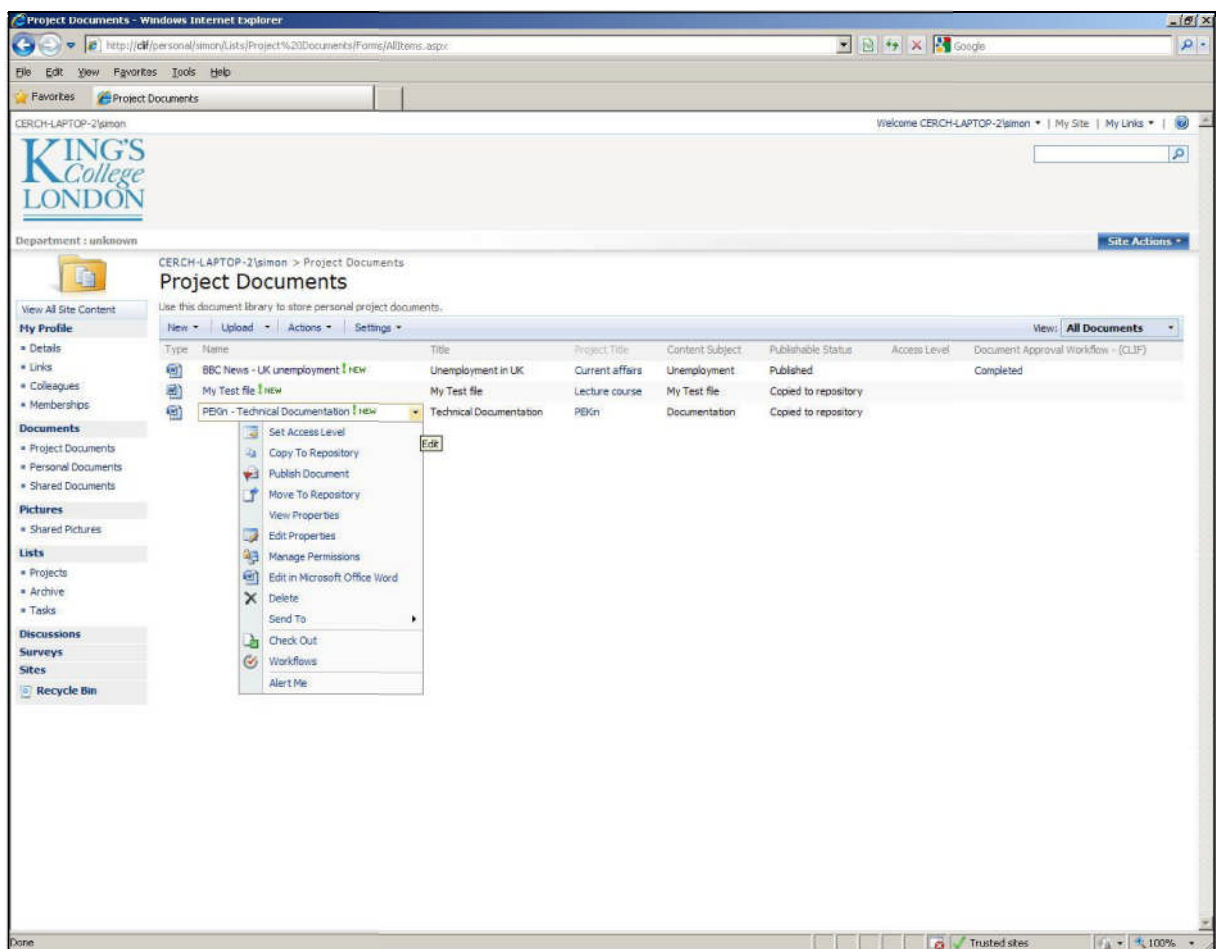 Project Documents - Windows Internet Explorer
http://clif/personal/simon/Lists/Project%20Documents/Forms/AllItems.aspx
Google
File Edit View Favorites Tools Help
Favorites Project Documents
CERCH-LAPTOP-2\simon Welcome CERCH-LAPTOP-2\simon | My Site | My Links |
KING'S
College
LONDON
Department : unknown Site Actions
CERCH-LAPTOP-2\simon > Project Documents
Project Documents
Use this document library to store personal project documents.
View All Site Content
My Profile
Details
Links
Colleagues
Memberships
Documents
Project Documents
Personal Documents
Shared Documents
Pictures
Shared Pictures
Lists
Projects
Archive
Tasks
Discussions
Surveys
Sites
Recycle Bin
New Upload Actions Settings View: All Documents
Type Name Title Project Title Content Subject Publishable Status Access Level Document Approval Workflow - (CLIF)
BBC News - UK unemployment ! NEW Unemployment in UK Current affairs Unemployment Published Completed
My Test file ! NEW My Test file Lecture course My Test file Copied to repository
PEKin - Technical Documentation ! NEW Technical Documentation PEKin Documentation Copied to repository
Edit
Set Access Level
Copy To Repository
Publish Document
Move To Repository
View Properties
Edit Properties
Manage Permissions
Edit in Microsoft Office Word
Delete
Send To
Check Out
Workflows
Alert Me
Done Trusted sites 100%